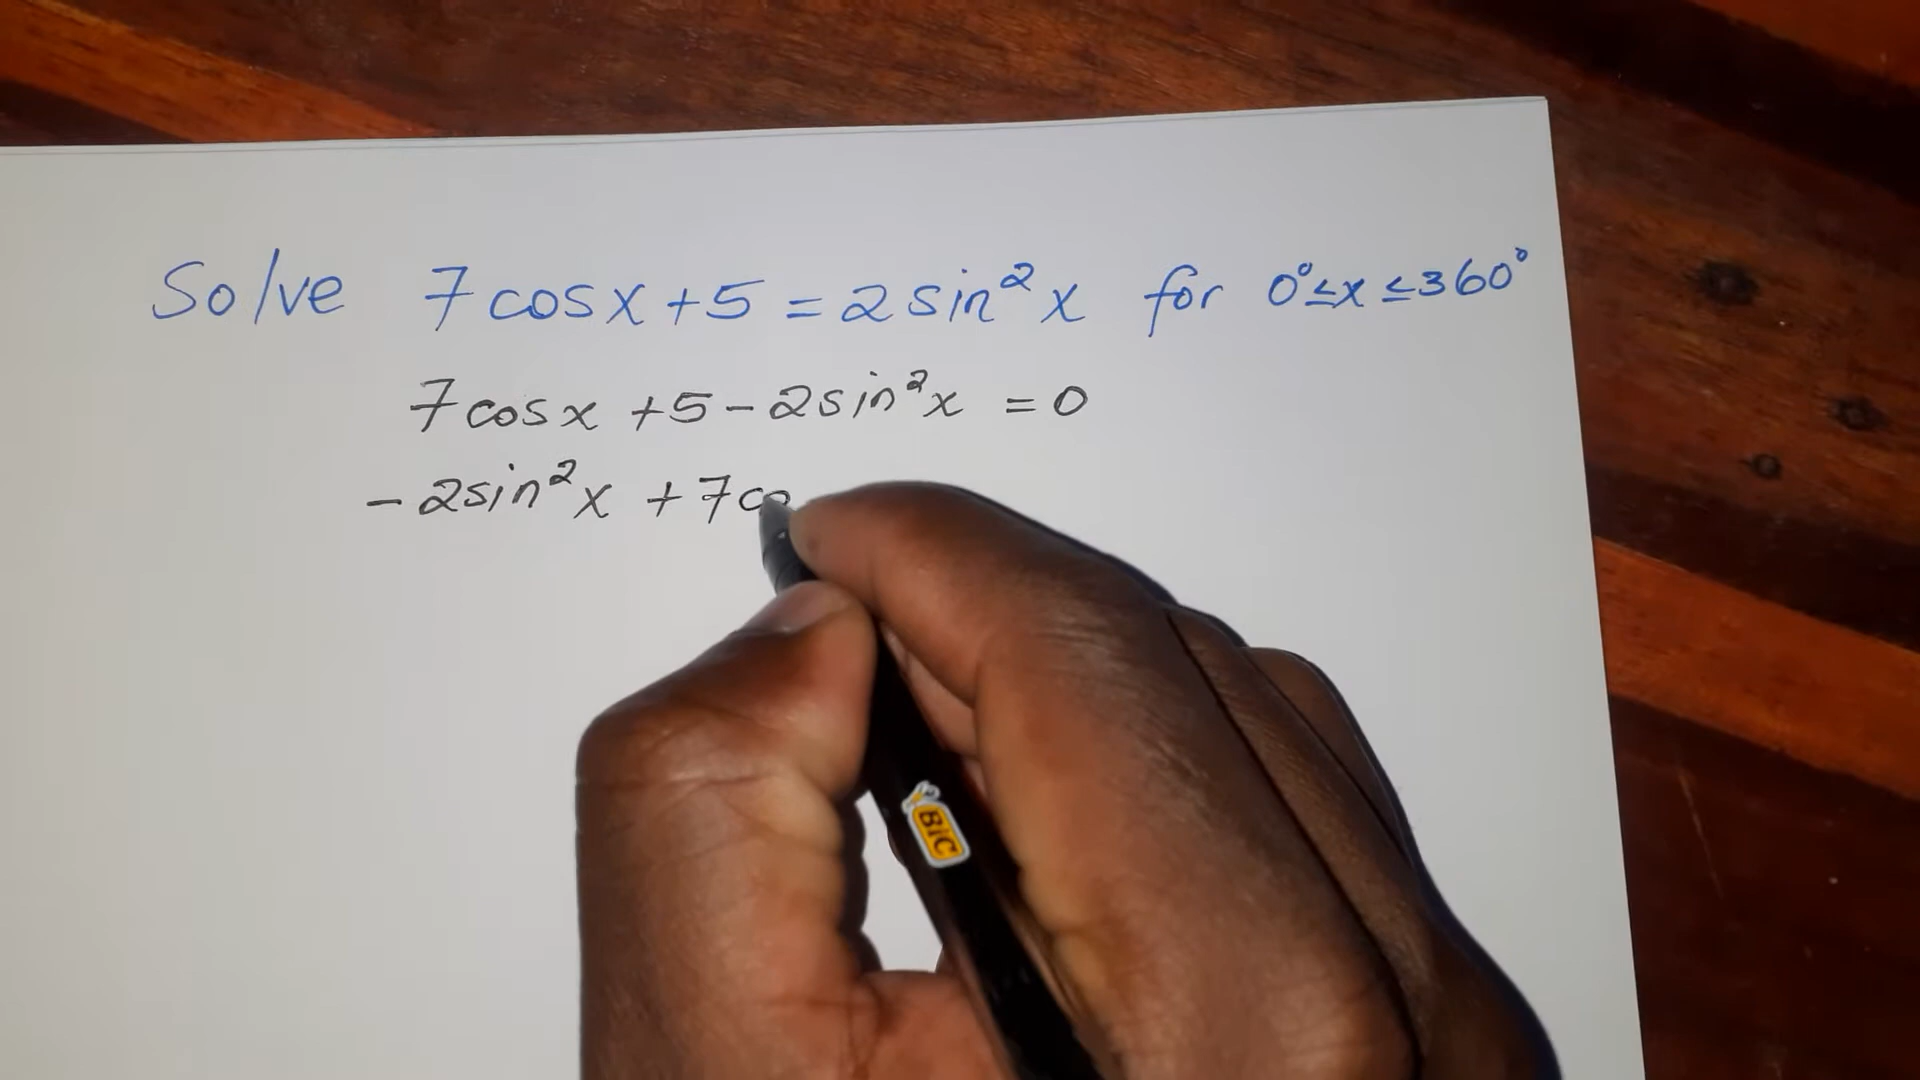 Solve 7cosx+5=2sin²x for 0°≤x≤360°
7cosx +5-2sin²x =0
-2sin²x +7co
BiC